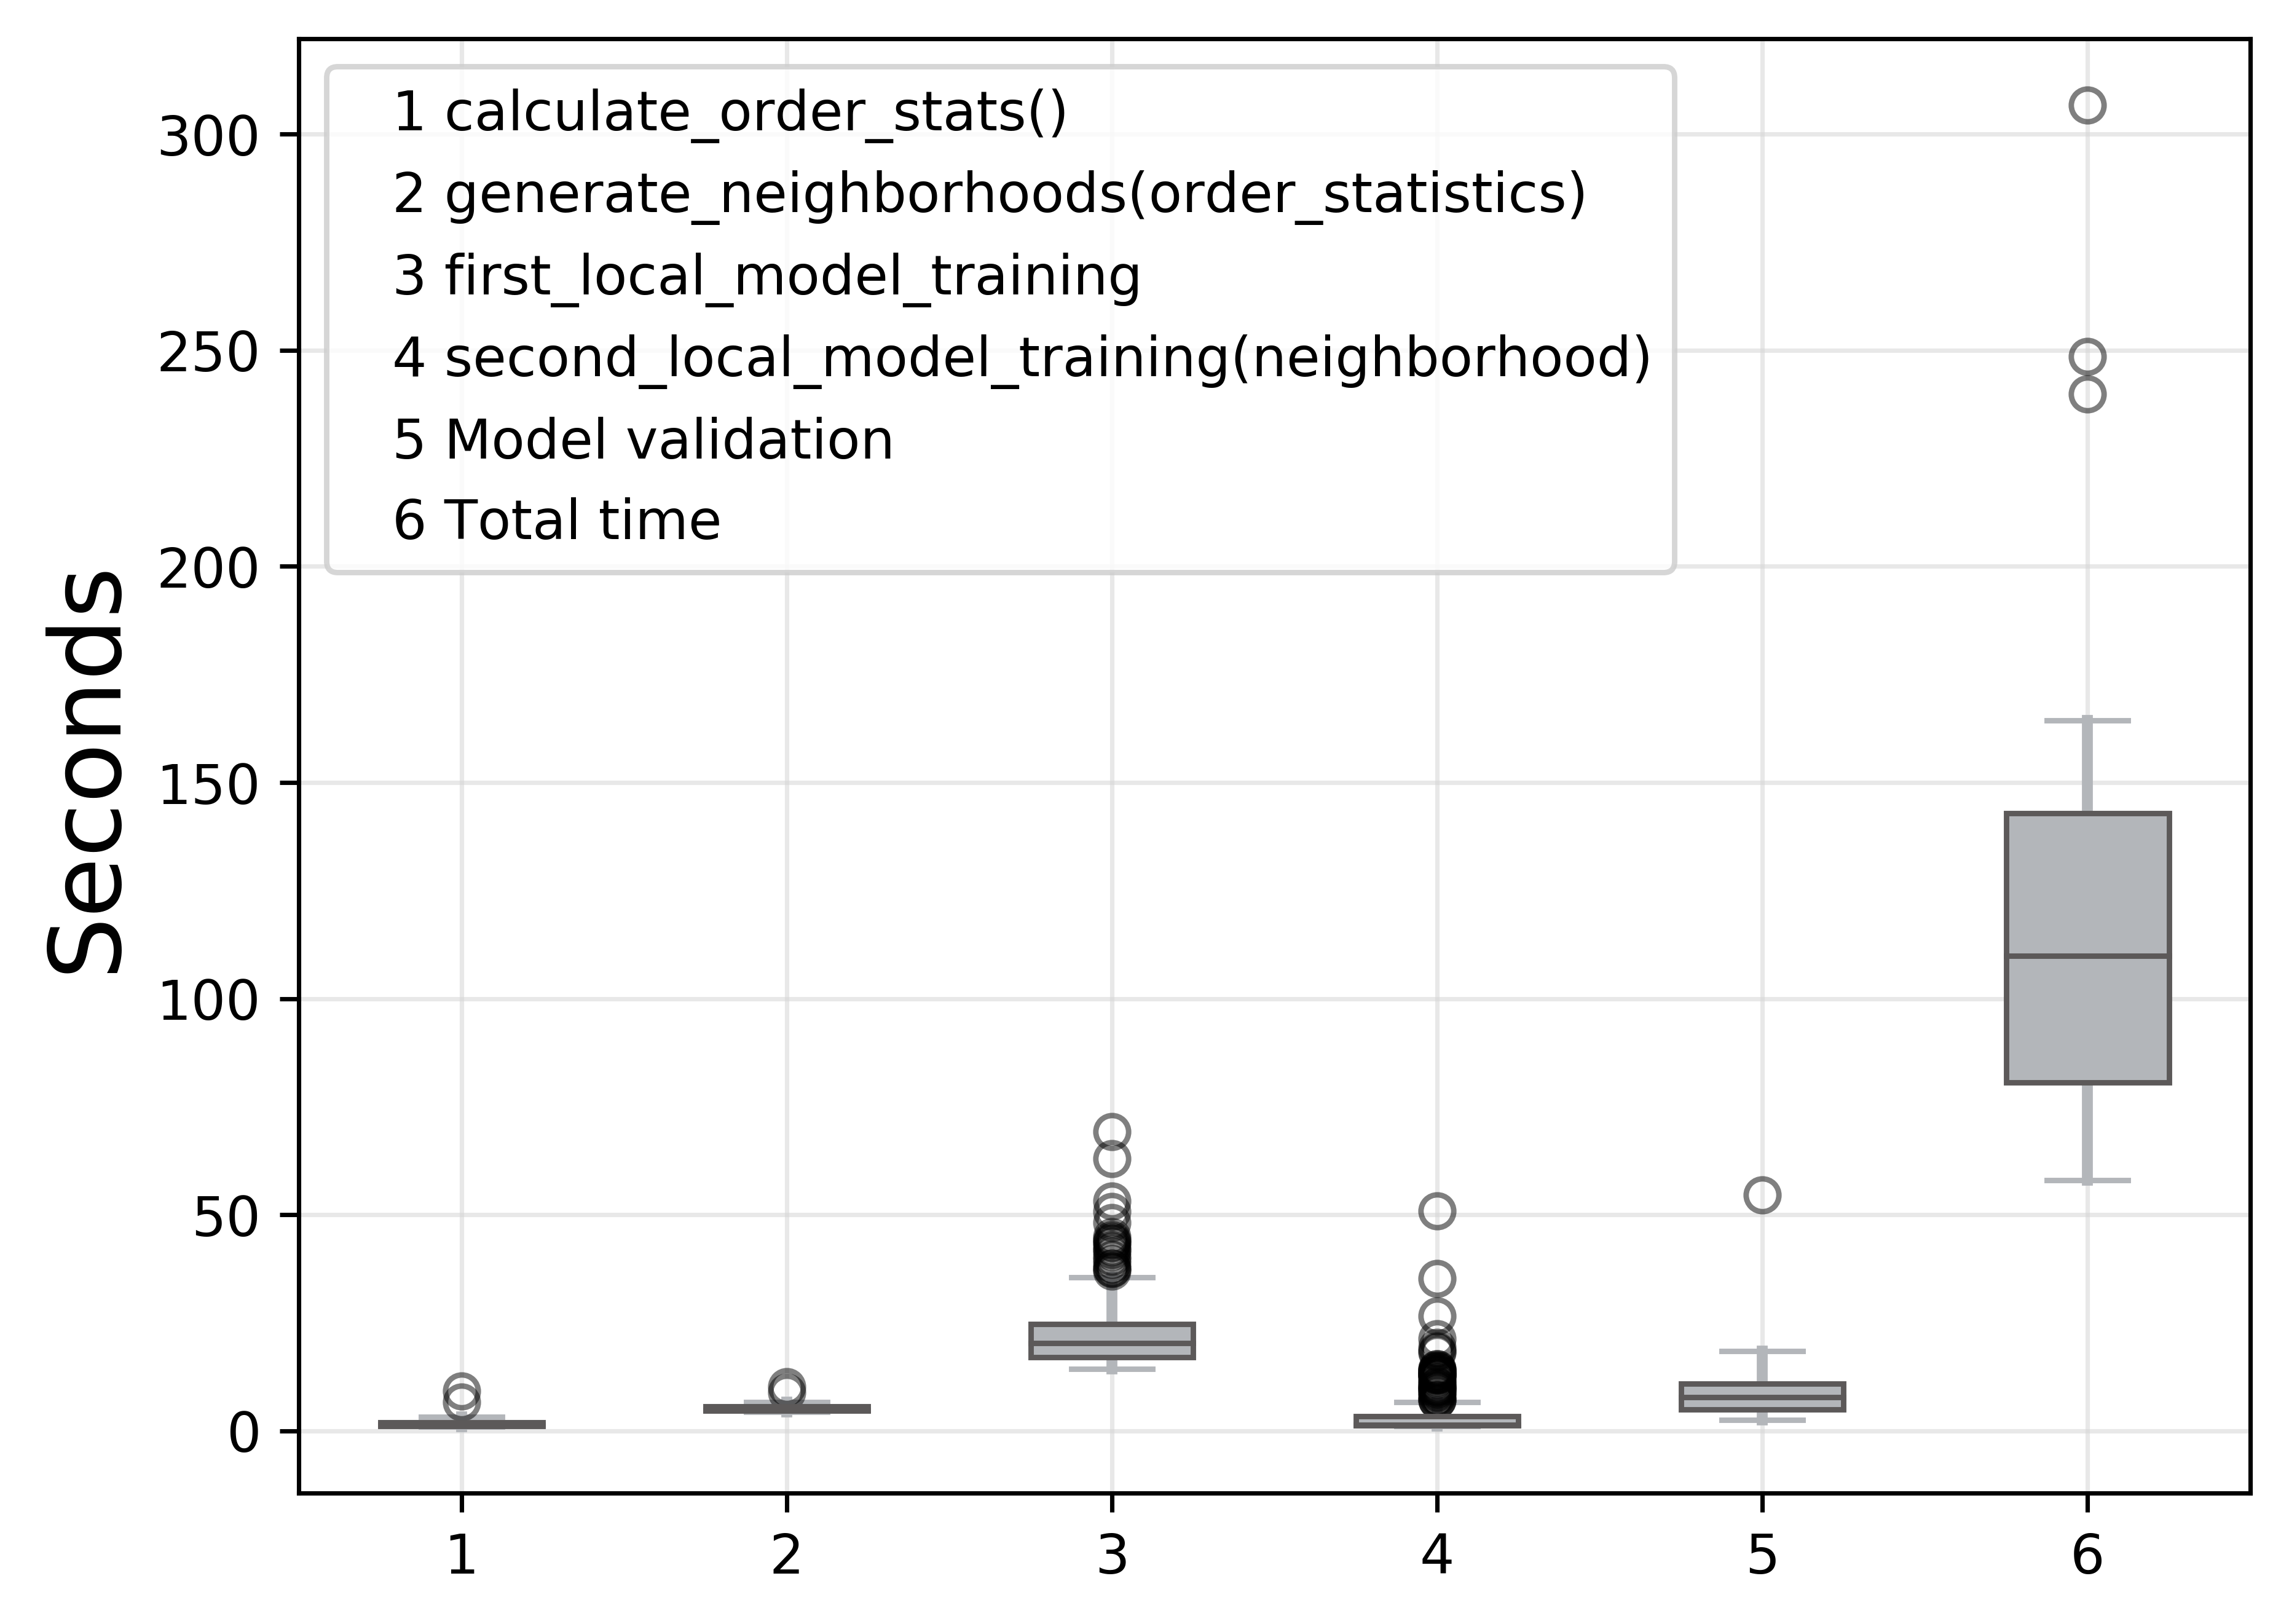 1 calculate_order_stats()
2 generate_neighborhoods(order_statistics)
3 first_local_model_training
4 second_local_model_training(neighborhood)
5 Model validation
6 Total time
Seconds
300
250
200
150
100
50
0
1 2 3 4 5 6